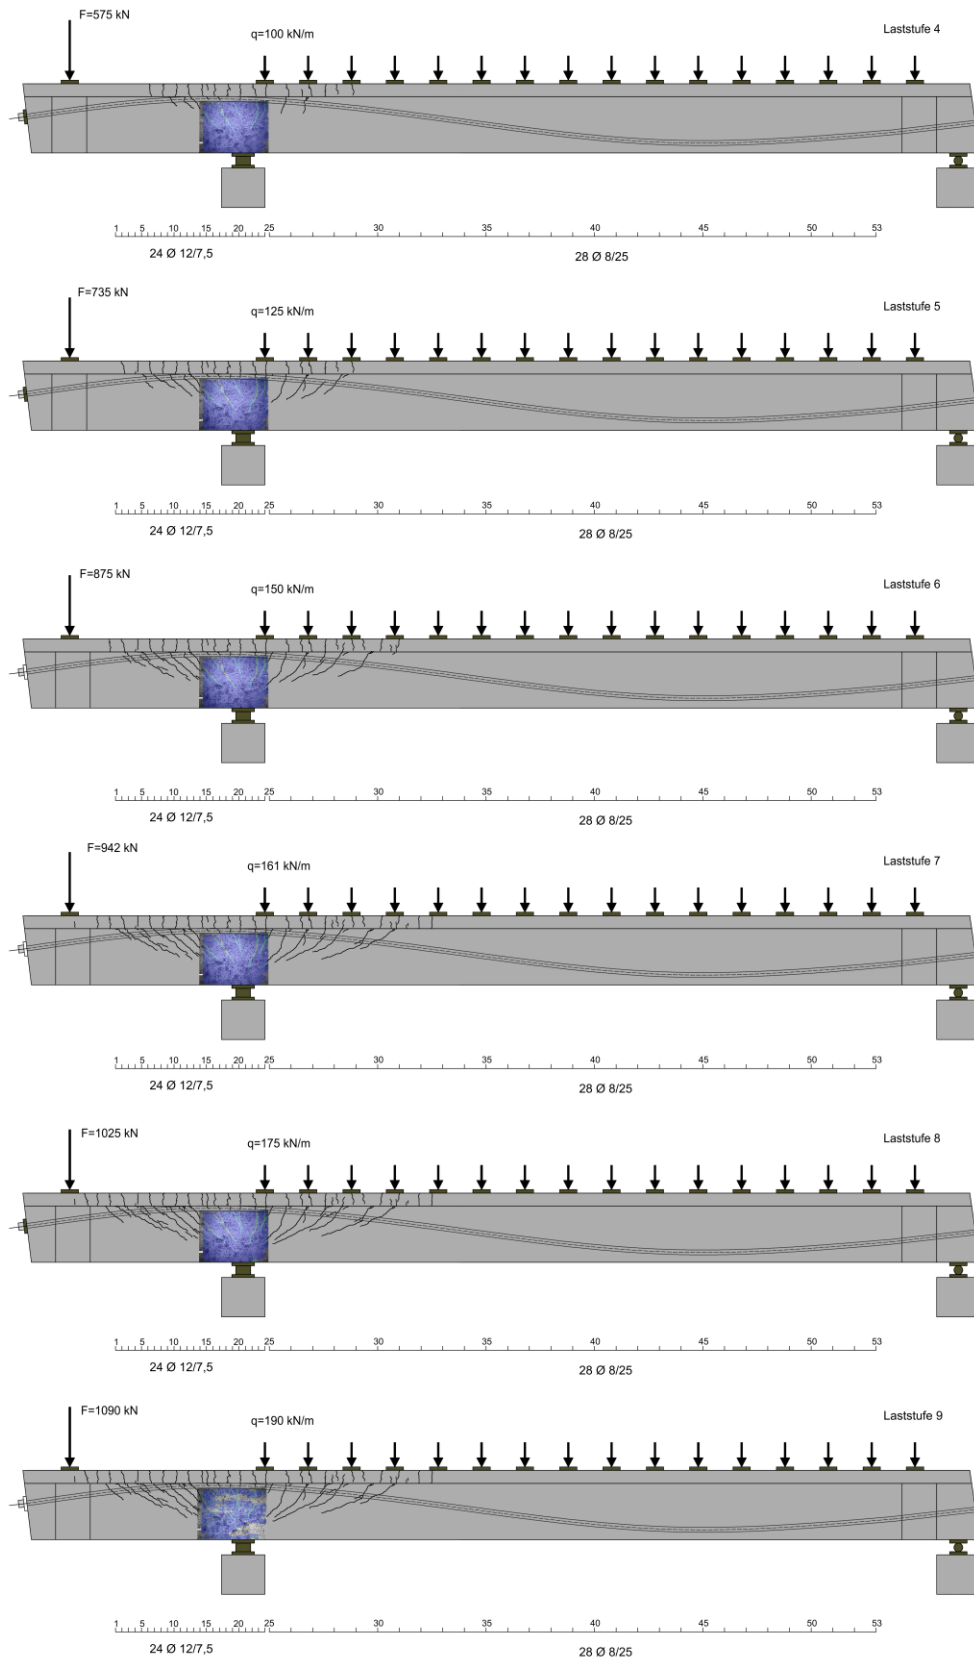 F=575 kN
q=100 kN/m
Laststufe 4
1 5 10 15 20 25 30 35 40 45 50 53
24 Ø 12/7,5
28 Ø 8/25
F=735 kN
q=125 kN/m
Laststufe 5
1 5 10 15 20 25 30 35 40 45 50 53
24 Ø 12/7,5
28 Ø 8/25
F=875 kN
q=150 kN/m
Laststufe 6
1 5 10 15 20 25 30 35 40 45 50 53
24 Ø 12/7,5
28 Ø 8/25
F=942 kN
q=161 kN/m
Laststufe 7
1 5 10 15 20 25 30 35 40 45 50 53
24 Ø 12/7,5
28 Ø 8/25
F=1025 kN
q=175 kN/m
Laststufe 8
1 5 10 15 20 25 30 35 40 45 50 53
24 Ø 12/7,5
28 Ø 8/25
F=1090 kN
q=190 kN/m
Laststufe 9
1 5 10 15 20 25 30 35 40 45 50 53
24 Ø 12/7,5
28 Ø 8/25